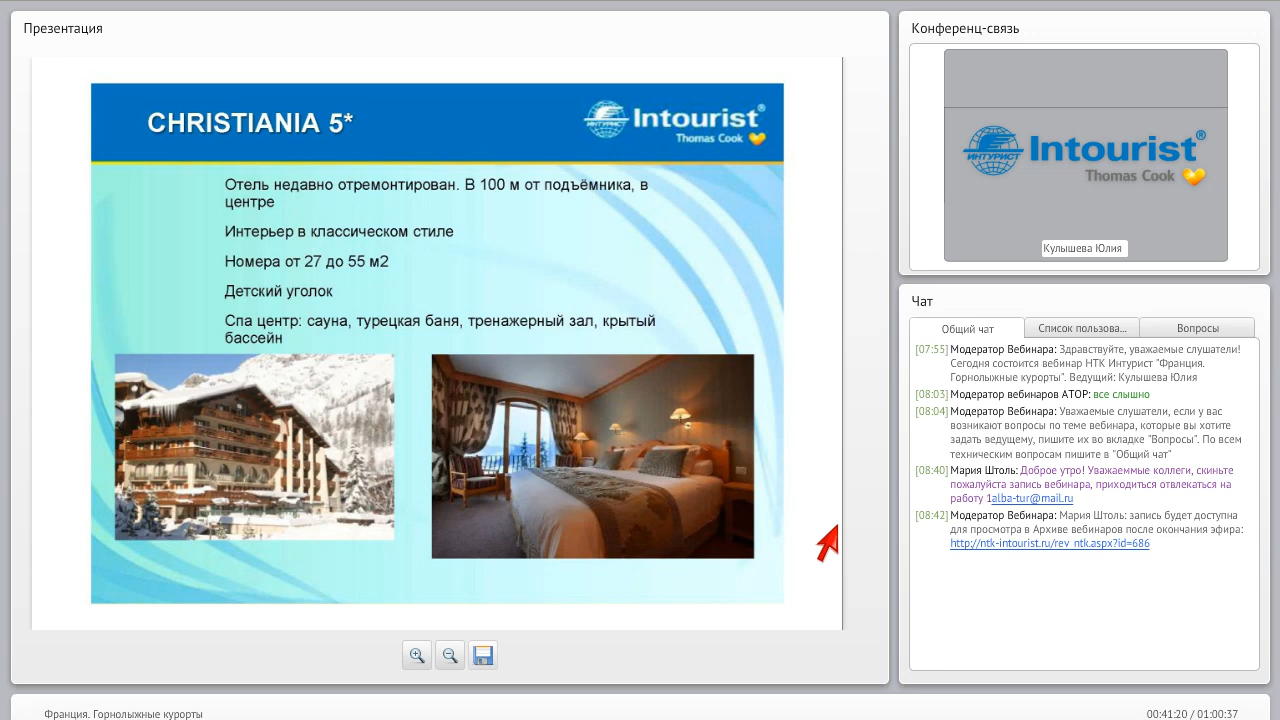 Презентация
CHRISTIANIA 5*
ИНТУРИСТ Intourist®
Thomas Cook
Отель недавно отремонтирован. В 100 м от подъёмника, в
центре
Интерьер в классическом стиле
Номера от 27 до 55 м2
Детский уголок
Спа центр: сауна, турецкая баня, тренажерный зал, крытый
бассейн
Конференц-связь
ИНТУРИСТ Intourist®
Thomas Cook
Кулышева Юлия
Чат
Общий чат
Список пользова...
Вопросы
[07:55] Модератор Вебинара: Здравствуйте, уважаемые слушатели!
Сегодня состоится вебинар НТК Интурист "Франция.
Горнолыжные курорты". Ведущий: Кулышева Юлия
[08:03] Модератор вебинаров АТОР: все слышно
[08:04] Модератор Вебинара: Уважаемые слушатели, если у вас
возникают вопросы по теме вебинара, которые вы хотите
задать ведущему, пишите их во вкладке "Вопросы". По всем
техническим вопросам пишите в "Общий чат"
[08:40] Мария Штоль: Доброе утро! Уважаеммые коллеги, скиньте
пожалуйста запись вебинара, приходиться отвлекаться на
работу 1alba-tur@mail.ru
[08:42] Модератор Вебинара: Мария Штоль: запись будет доступна
для просмотра в Архиве вебинаров после окончания эфира:
http://ntk-intourist.ru/rev_ntk.aspx?id=686
Франция. Горнолыжные курорты
00:41:20 / 01:00:37